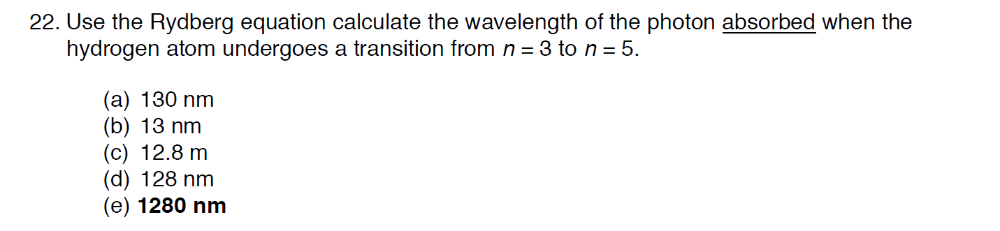 22. Use the Rydberg equation calculate the wavelength of the photon absorbed when the
hydrogen atom undergoes a transition from n = 3 to n = 5.
(a) 130 nm
(b) 13 nm
(c) 12.8 m
(d) 128 nm
(e) 1280 nm